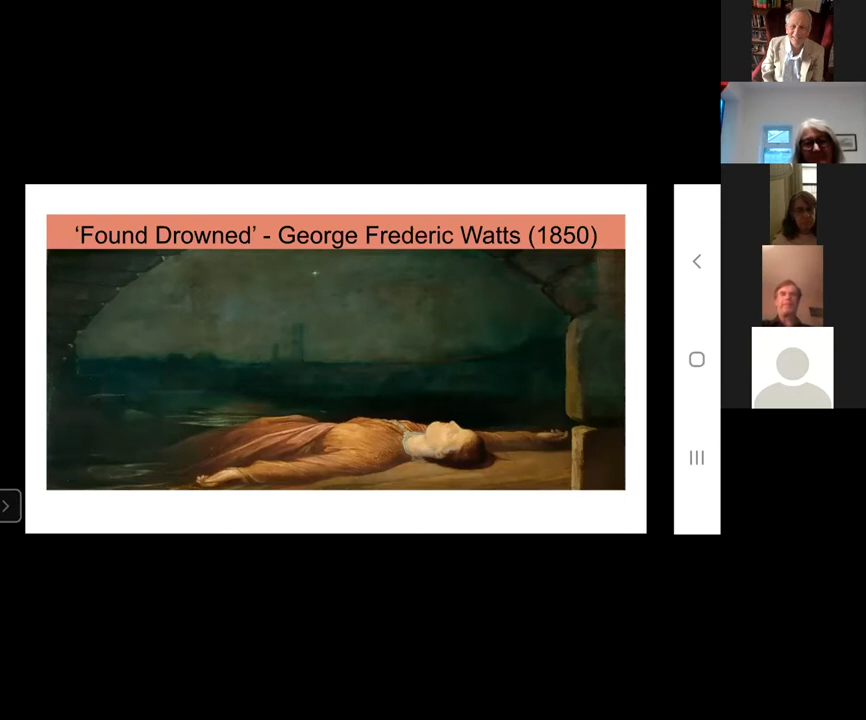 ‘Found Drowned’ - George Frederic Watts (1850)